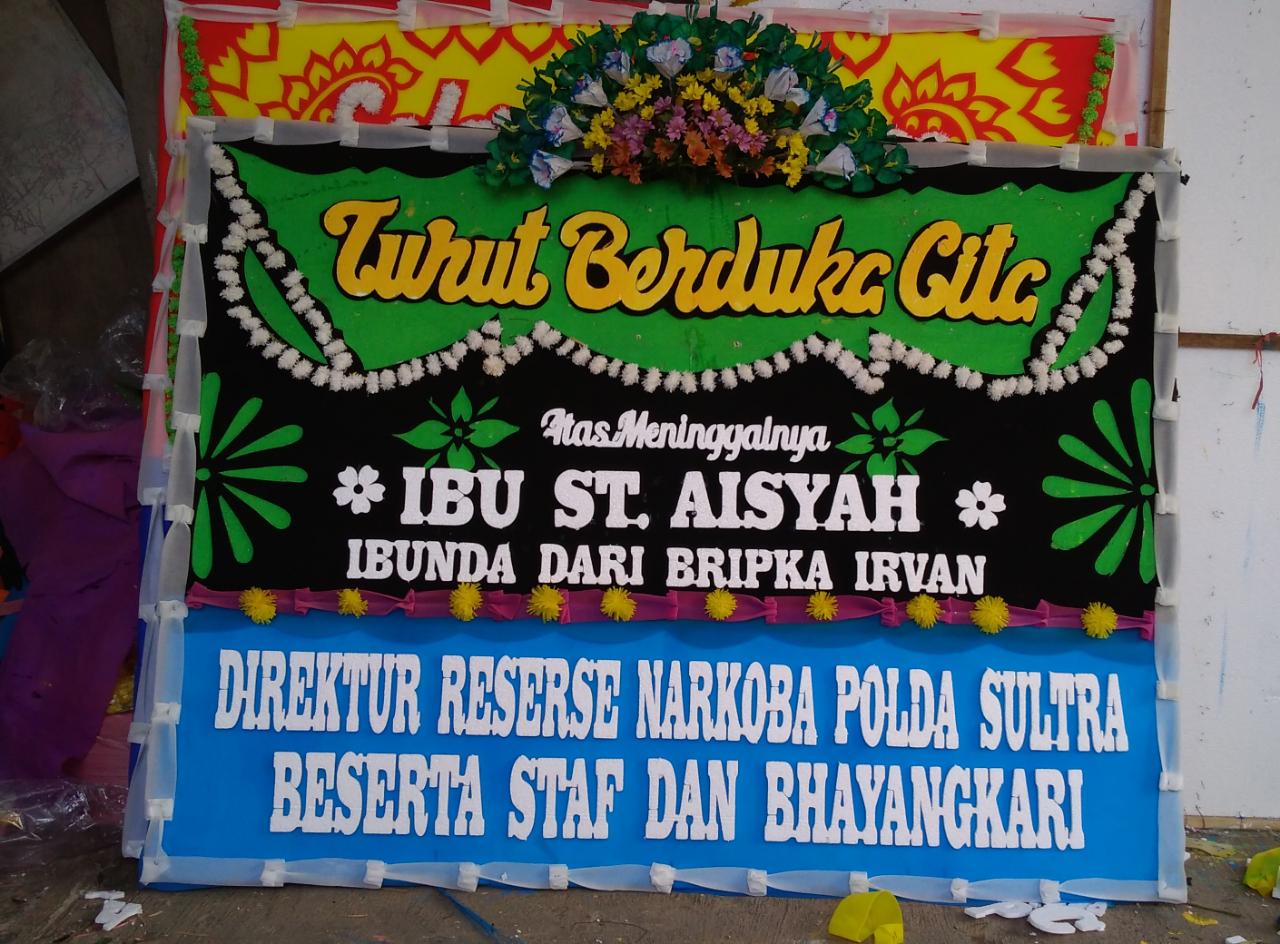 Turut Berduka Cita
Atas Meninggalnya
IBU ST. AISYAH
IBUNDA DARI BRIPKA IRVAN
DIREKTUR RESERSE NARKOBA POLDA SULTRA
BESERTA STAF DAN BHAYANGKARI